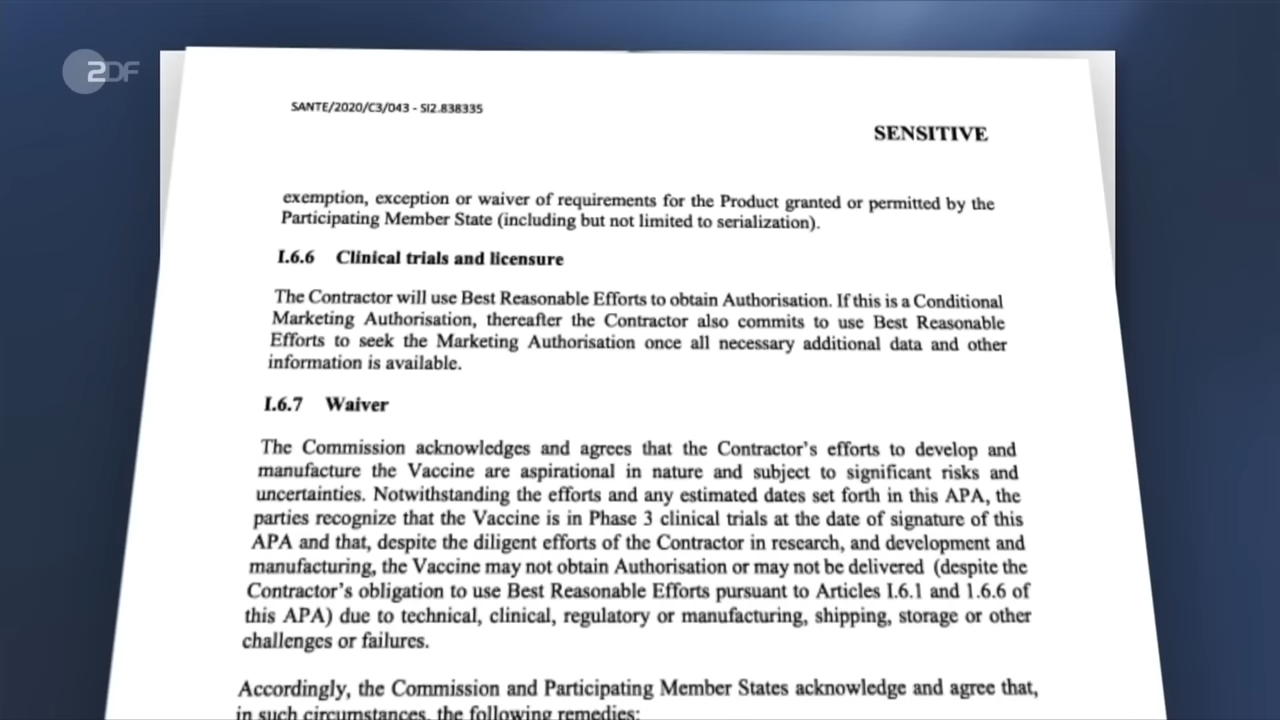 ZDF
SANTE/2020/C3/043 - SI2.838335
SENSITIVE
exemption, exception or waiver of requirements for the Product granted or permitted by the
Participating Member State (including but not limited to serialization).
I.6.6 Clinical trials and licensure
The Contractor will use Best Reasonable Efforts to obtain Authorisation. If this is a Conditional
Marketing Authorisation, thereafter the Contractor also commits to use Best Reasonable
Efforts to seek the Marketing Authorisation once all necessary additional data and other
information is available.
I.6.7 Waiver
The Commission acknowledges and agrees that the Contractor's efforts to develop and
manufacture the Vaccine are aspirational in nature and subject to significant risks and
uncertainties. Notwithstanding the efforts and any estimated dates set forth in this APA, the
parties recognize that the Vaccine is in Phase 3 clinical trials at the date of signature of this
APA and that, despite the diligent efforts of the Contractor in research, and development and
manufacturing, the Vaccine may not obtain Authorisation or may not be delivered (despite the
Contractor's obligation to use Best Reasonable Efforts pursuant to Articles I.6.1 and 1.6.6 of
this APA) due to technical, clinical, regulatory or manufacturing, shipping, storage or other
challenges or failures.
Accordingly, the Commission and Participating Member States acknowledge and agree that,
in such circumstances, the following remedies: